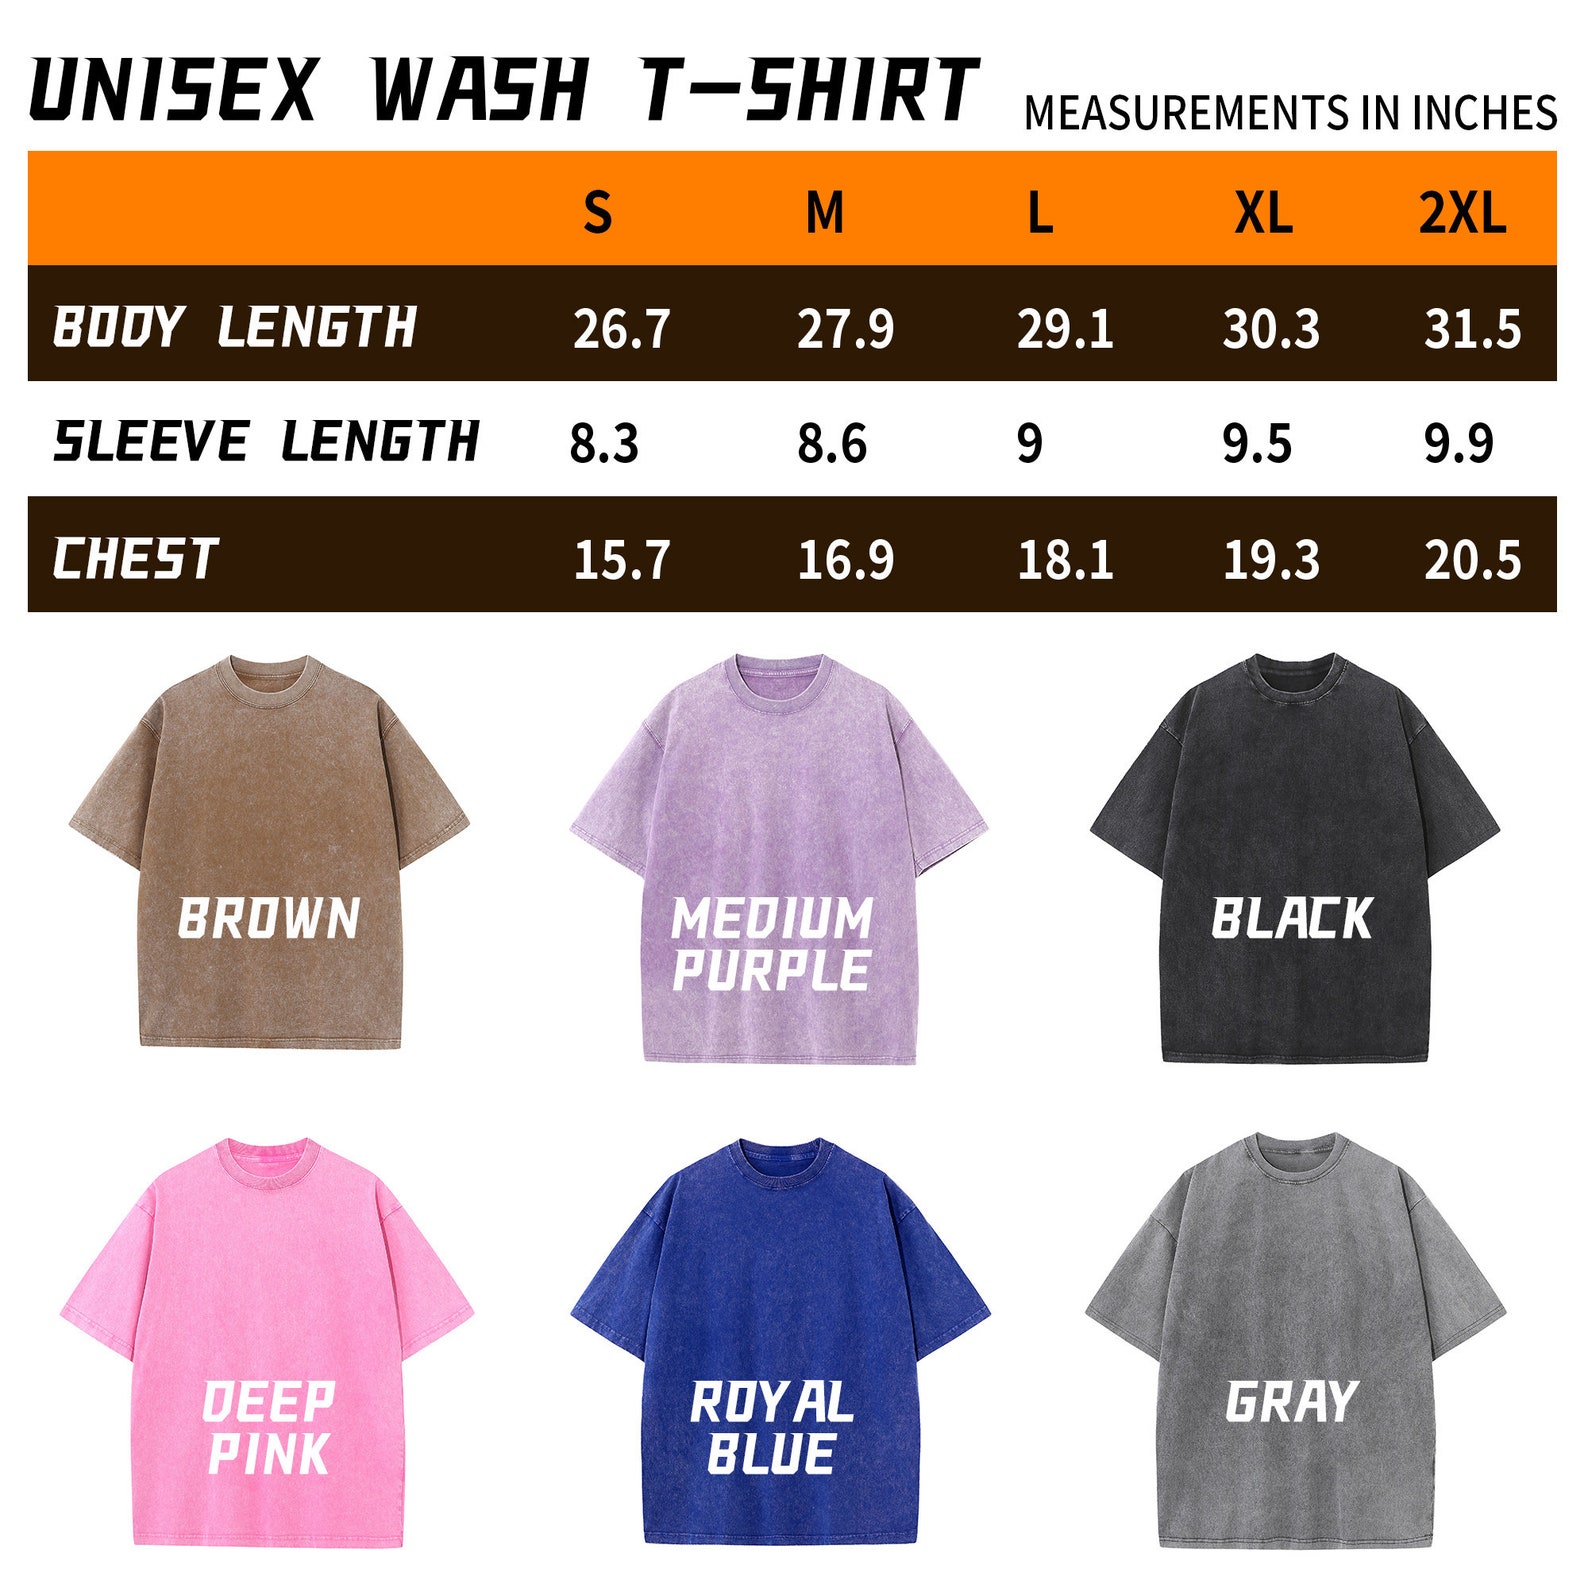 UNISEX WASH T-SHIRT MEASUREMENTS IN INCHES
S M L XL 2XL
BODY LENGTH 26.7 27.9 29.1 30.3 31.5
SLEEVE LENGTH 8.3 8.6 9 9.5 9.9
CHEST 15.7 16.9 18.1 19.3 20.5
BROWN
MEDIUM
PURPLE
BLACK
DEEP
PINK
ROYAL
BLUE
GRAY